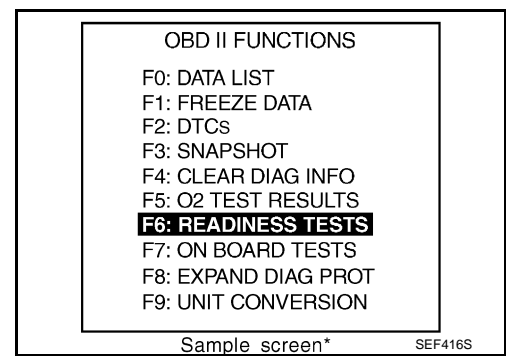 OBD II FUNCTIONS
F0: DATA LIST
F1: FREEZE DATA
F2: DTCs
F3: SNAPSHOT
F4: CLEAR DIAG INFO
F5: O2 TEST RESULTS
F6: READINESS TESTS
F7: ON BOARD TESTS
F8: EXPAND DIAG PROT
F9: UNIT CONVERSION
Sample screen*
SEF416S